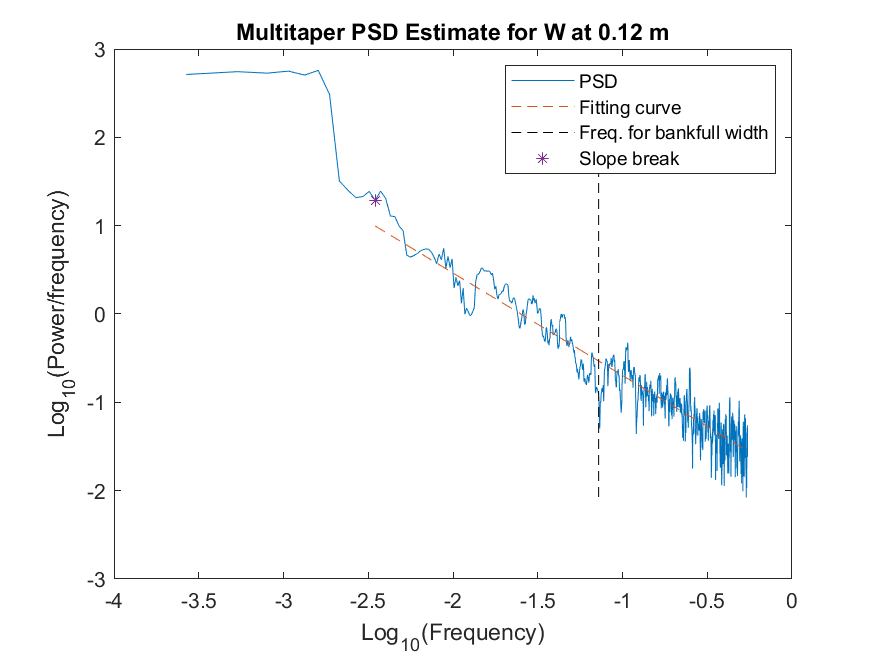 Multitaper PSD Estimate for W at 0.12 m
PSD
Fitting curve
Freq. for bankfull width
Slope break
Log10(Power/frequency)
3
2
1
0
-1
-2
-3
-4
-3.5
-3
-2.5
-2
-1.5
-1
-0.5
0
Log10(Frequency)